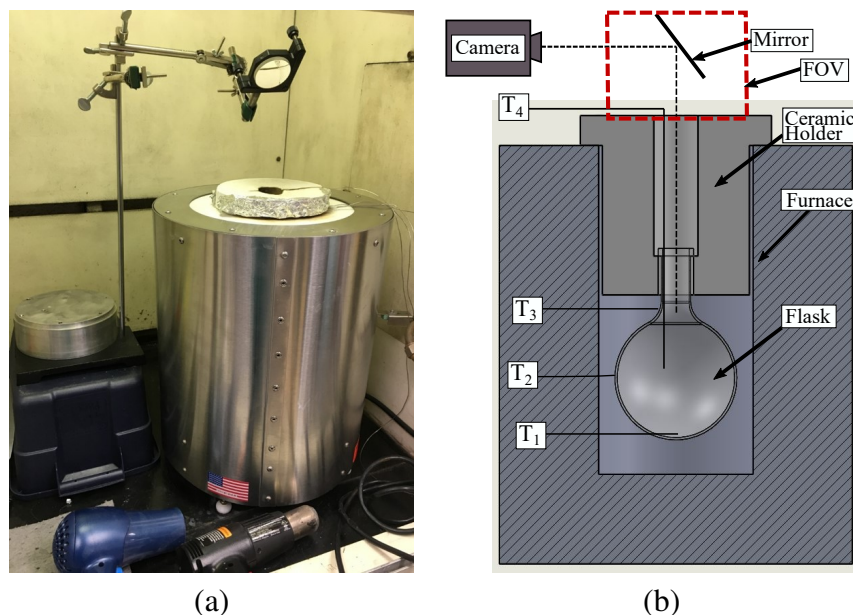 Camera
Mirror
FOV
T4
Ceramic
Holder
Furnace
T3
Flask
T2
T1
(a)
(b)